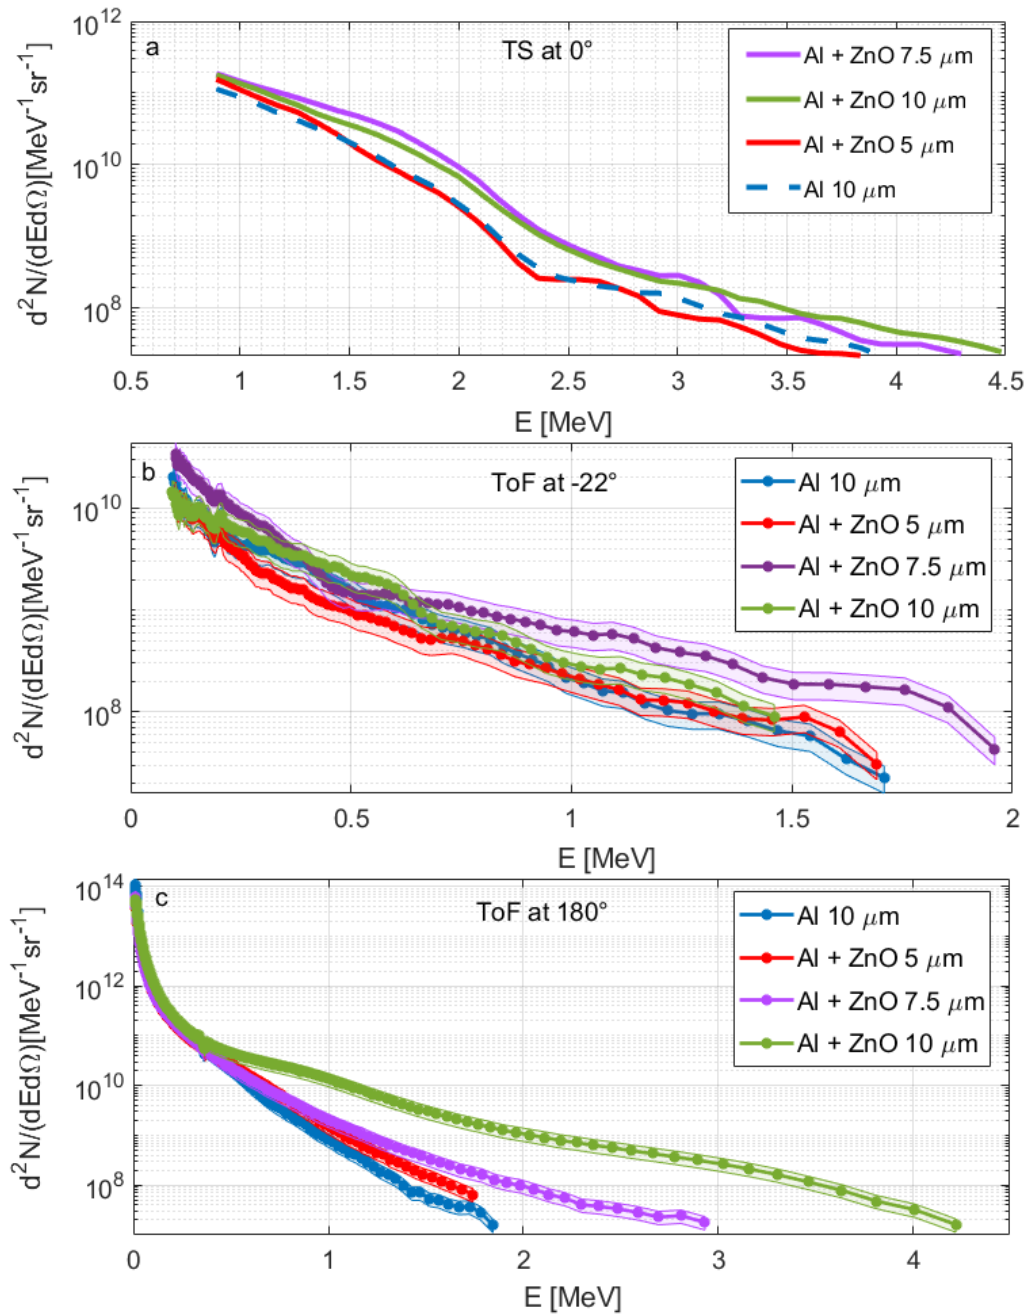 a
TS at 0°
Al + ZnO 7.5 μm
Al + ZnO 10 μm
Al + ZnO 5 μm
Al 10 μm
10^12
10^10
10^8
d^2N/(dEdΩ)[MeV^-1sr^-1]
0.5 1 1.5 2 2.5 3 3.5 4 4.5
E [MeV]
b
ToF at -22°
Al 10 μm
Al + ZnO 5 μm
Al + ZnO 7.5 μm
Al + ZnO 10 μm
10^10
10^8
d^2N/(dEdΩ)[MeV^-1sr^-1]
0 0.5 1 1.5 2
E [MeV]
c
ToF at 180°
Al 10 μm
Al + ZnO 5 μm
Al + ZnO 7.5 μm
Al + ZnO 10 μm
10^14
10^12
10^10
10^8
d^2N/(dEdΩ)[MeV^-1sr^-1]
0 1 2 3 4
E [MeV]